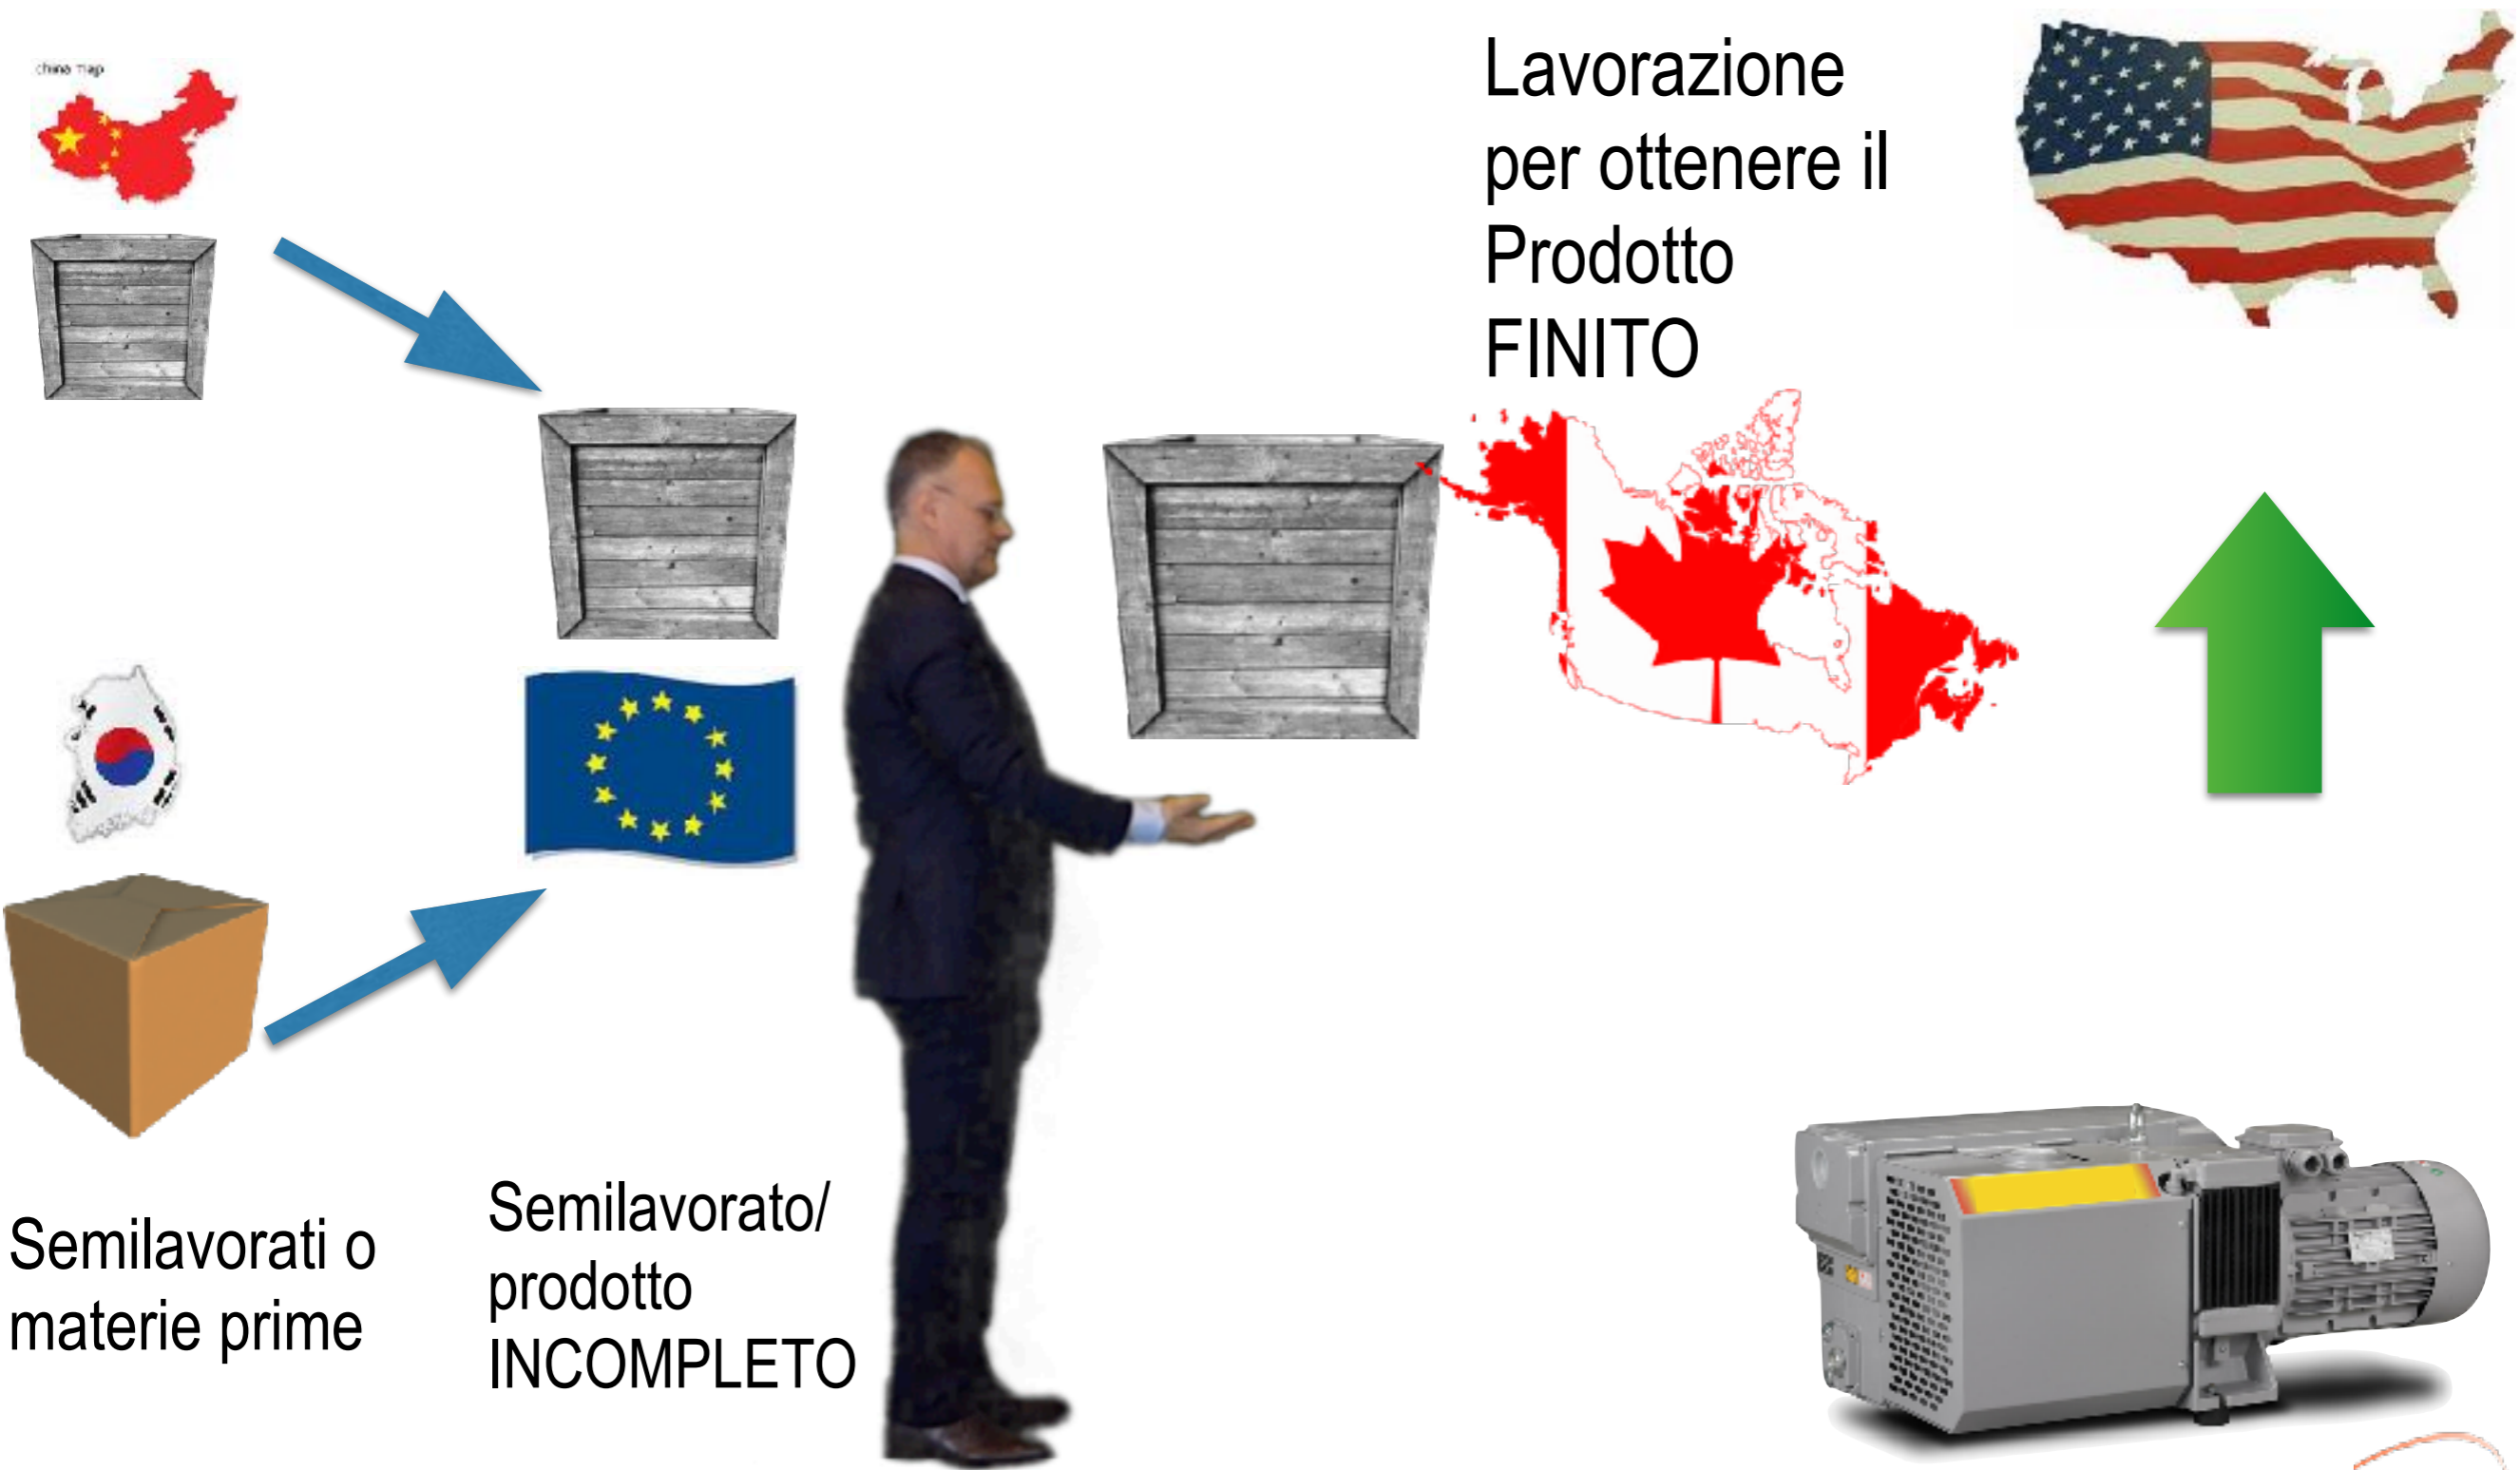 china map
Lavorazione
per ottenere il
Prodotto
FINITO
Semilavorati o
materie prime
Semilavorato/
prodotto
INCOMPLETO